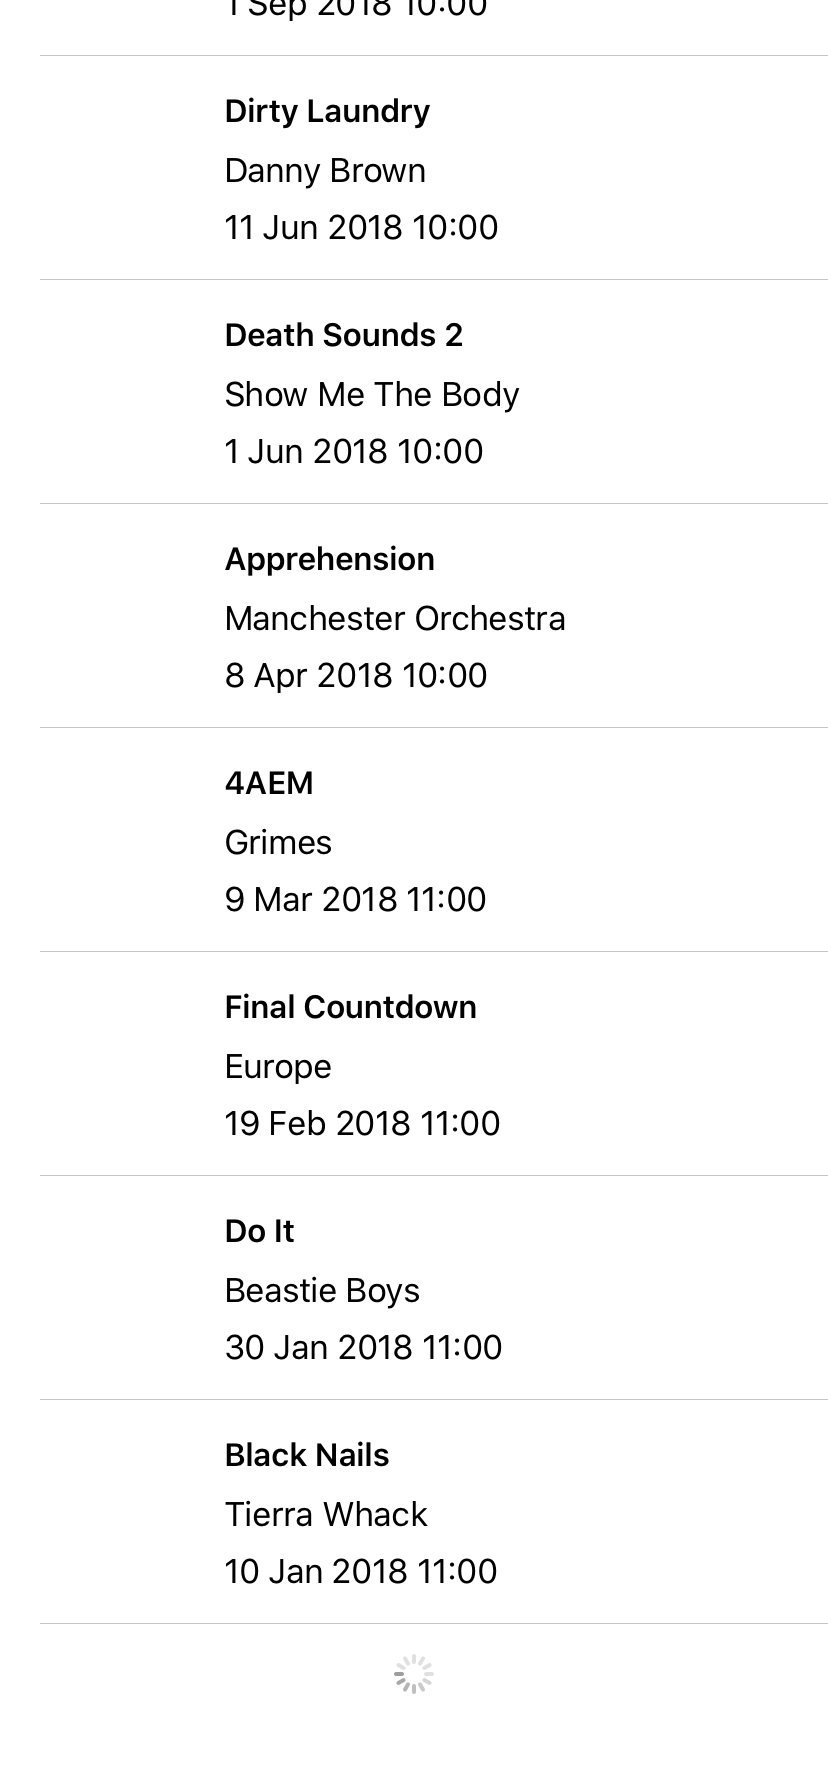 1 Sep 2018 10:00
Dirty Laundry
Danny Brown
11 Jun 2018 10:00
Death Sounds 2
Show Me The Body
1 Jun 2018 10:00
Apprehension
Manchester Orchestra
8 Apr 2018 10:00
4AEM
Grimes
9 Mar 2018 11:00
Final Countdown
Europe
19 Feb 2018 11:00
Do It
Beastie Boys
30 Jan 2018 11:00
Black Nails
Tierra Whack
10 Jan 2018 11:00